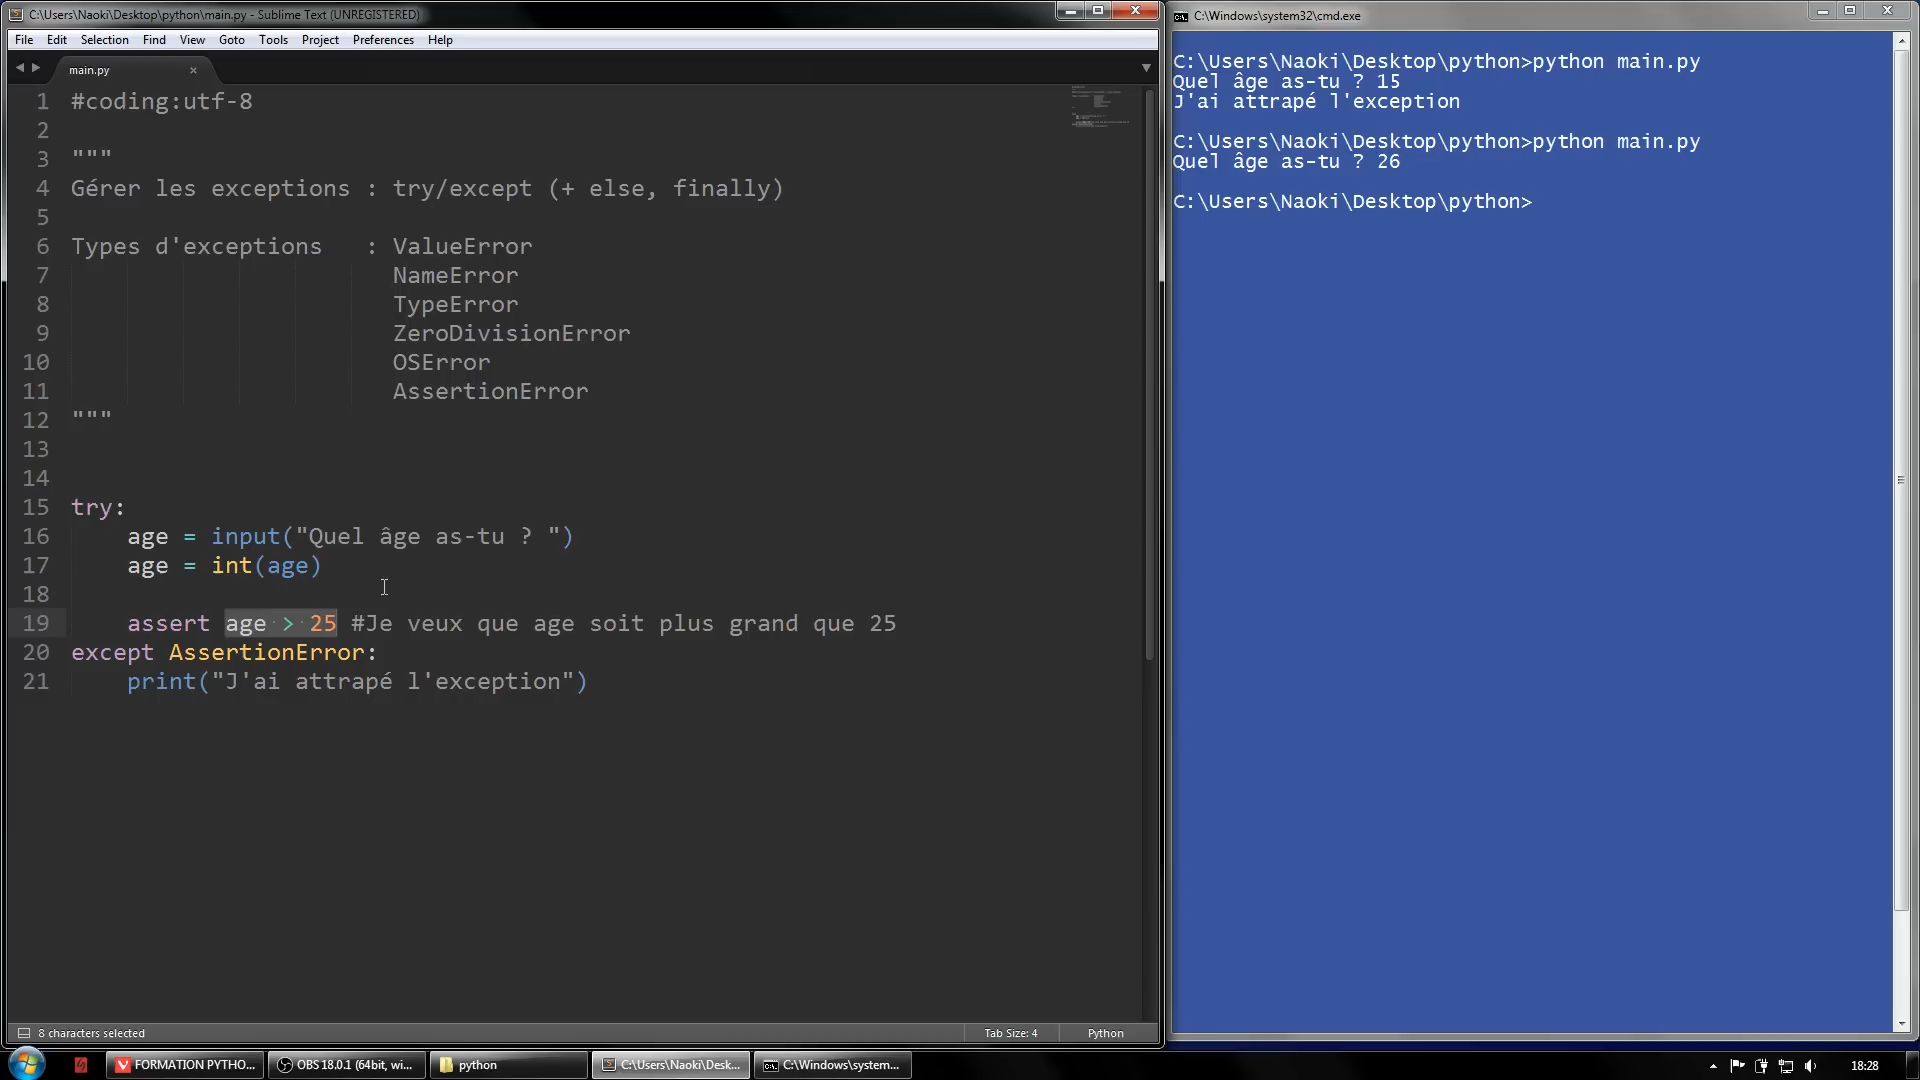 C:\Users\Naoki\Desktop\python\main.py - Sublime Text (UNREGISTERED)
File Edit Selection Find View Goto Tools Project Preferences Help
main.py
1 #coding:utf-8
2
3 """
4 Gérer les exceptions : try/except (+ else, finally)
5
6 Types d'exceptions : ValueError
7 NameError
8 TypeError
9 ZeroDivisionError
10 OSError
11 AssertionError
12 """
13
14
15 try:
16 age = input("Quel âge as-tu ? ")
17 age = int(age)
18
19 assert age > 25 #Je veux que age soit plus grand que 25
20 except AssertionError:
21 print("J'ai attrapé l'exception")
8 characters selected
Tab Size: 4
Python
C:\Windows\system32\cmd.exe
C:\Users\Naoki\Desktop\python>python main.py
Quel âge as-tu ? 15
J'ai attrapé l'exception
C:\Users\Naoki\Desktop\python>python main.py
Quel âge as-tu ? 26
C:\Users\Naoki\Desktop\python>
FORMATION PYTHO...
OBS 18.0.1 (64bit, wi...
python
C:\Users\Naoki\Desk...
C:\Windows\system...
18:28